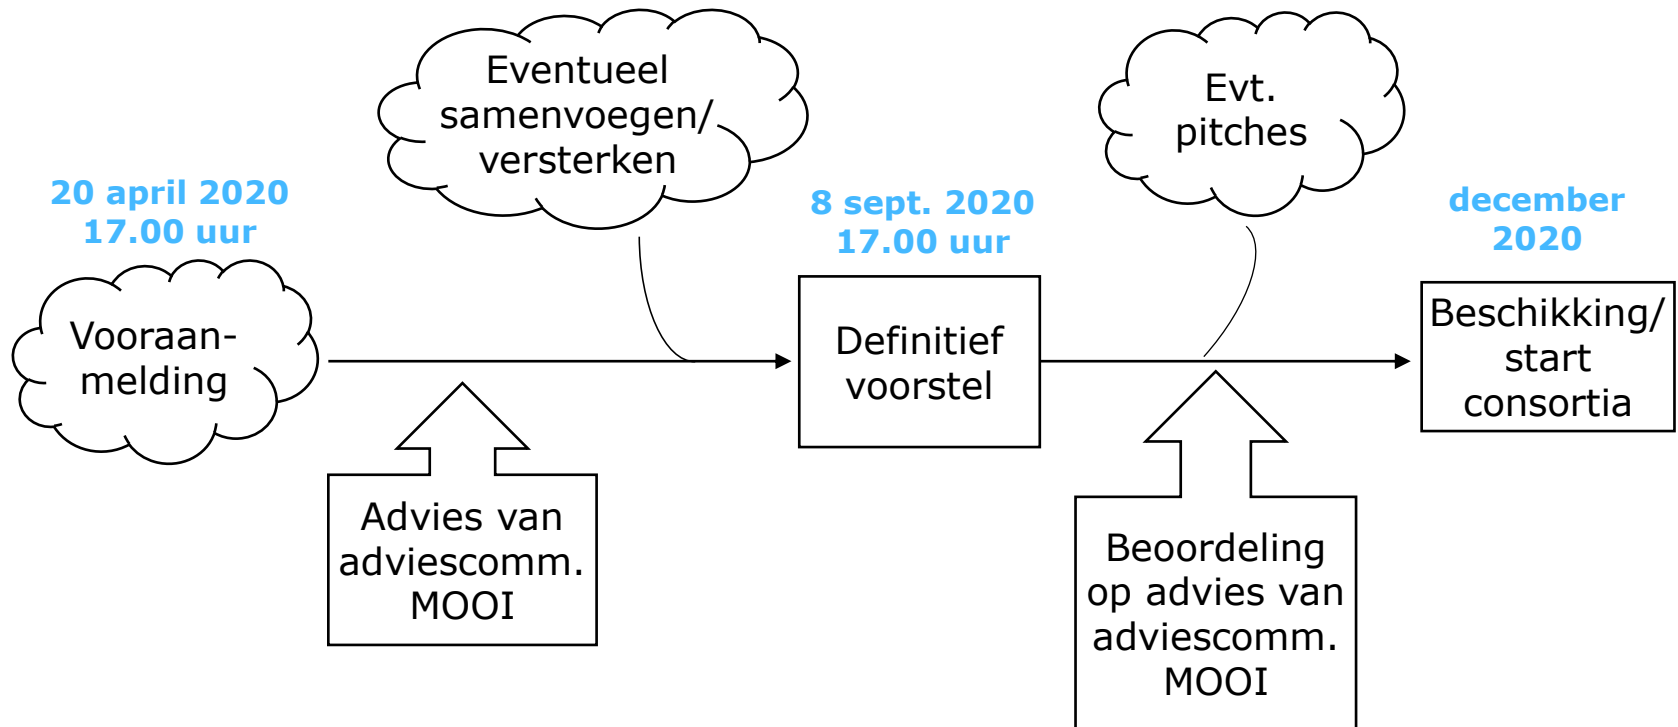 Eventueel
samenvoegen/
versterken
Evt.
pitches
20 april 2020
17.00 uur
8 sept. 2020
17.00 uur
december
2020
Vooraan-
melding
Definitief
voorstel
Beschikking/
start
consortia
Advies van
adviescomm.
MOOI
Beoordeling
op advies van
adviescomm.
MOOI